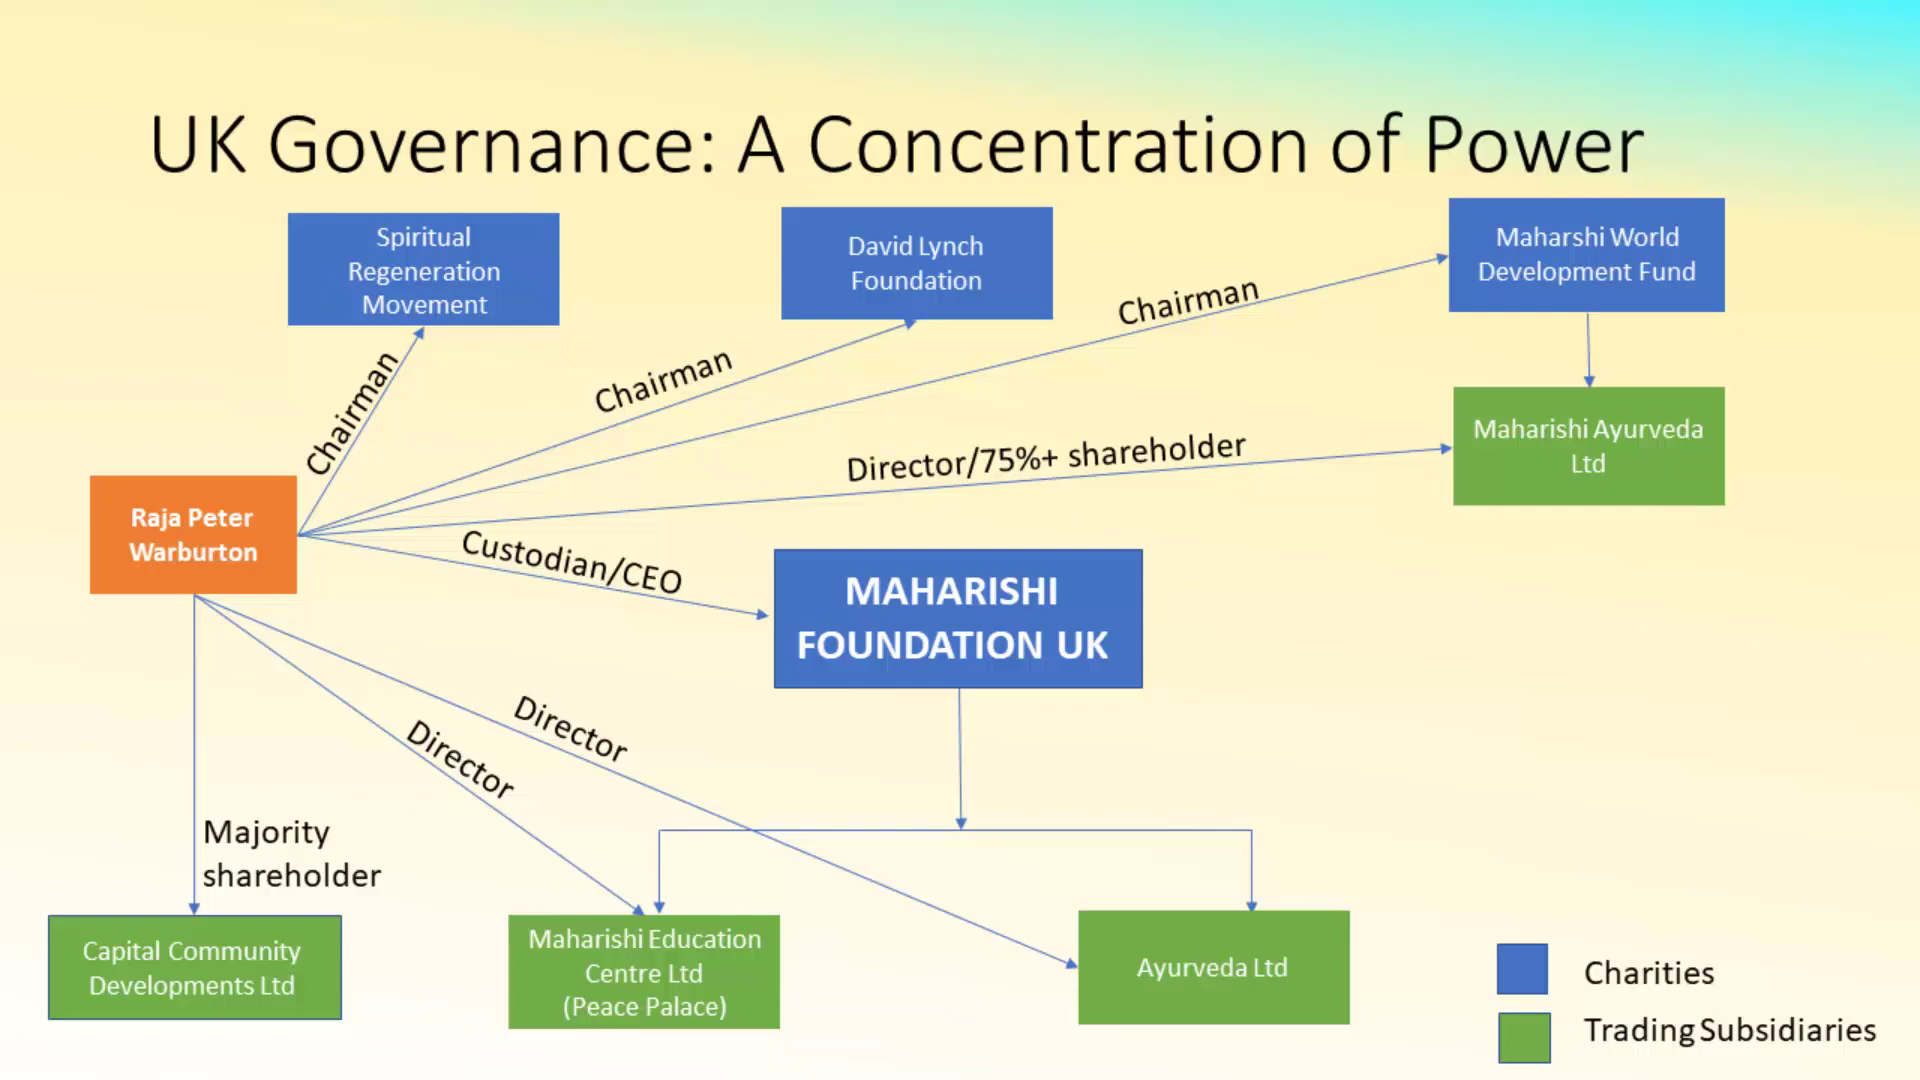 UK Governance: A Concentration of Power
Spiritual
Regeneration
Movement
David Lynch
Foundation
Maharshi World
Development Fund
Chairman
Chairman
Chairman
Maharishi Ayurveda
Ltd
Director/75%+ shareholder
Raja Peter
Warburton
Custodian/CEO
MAHARISHI
FOUNDATION UK
Director
Director
Majority
shareholder
Capital Community
Developments Ltd
Maharishi Education
Centre Ltd
(Peace Palace)
Ayurveda Ltd
Charities
Trading Subsidiaries